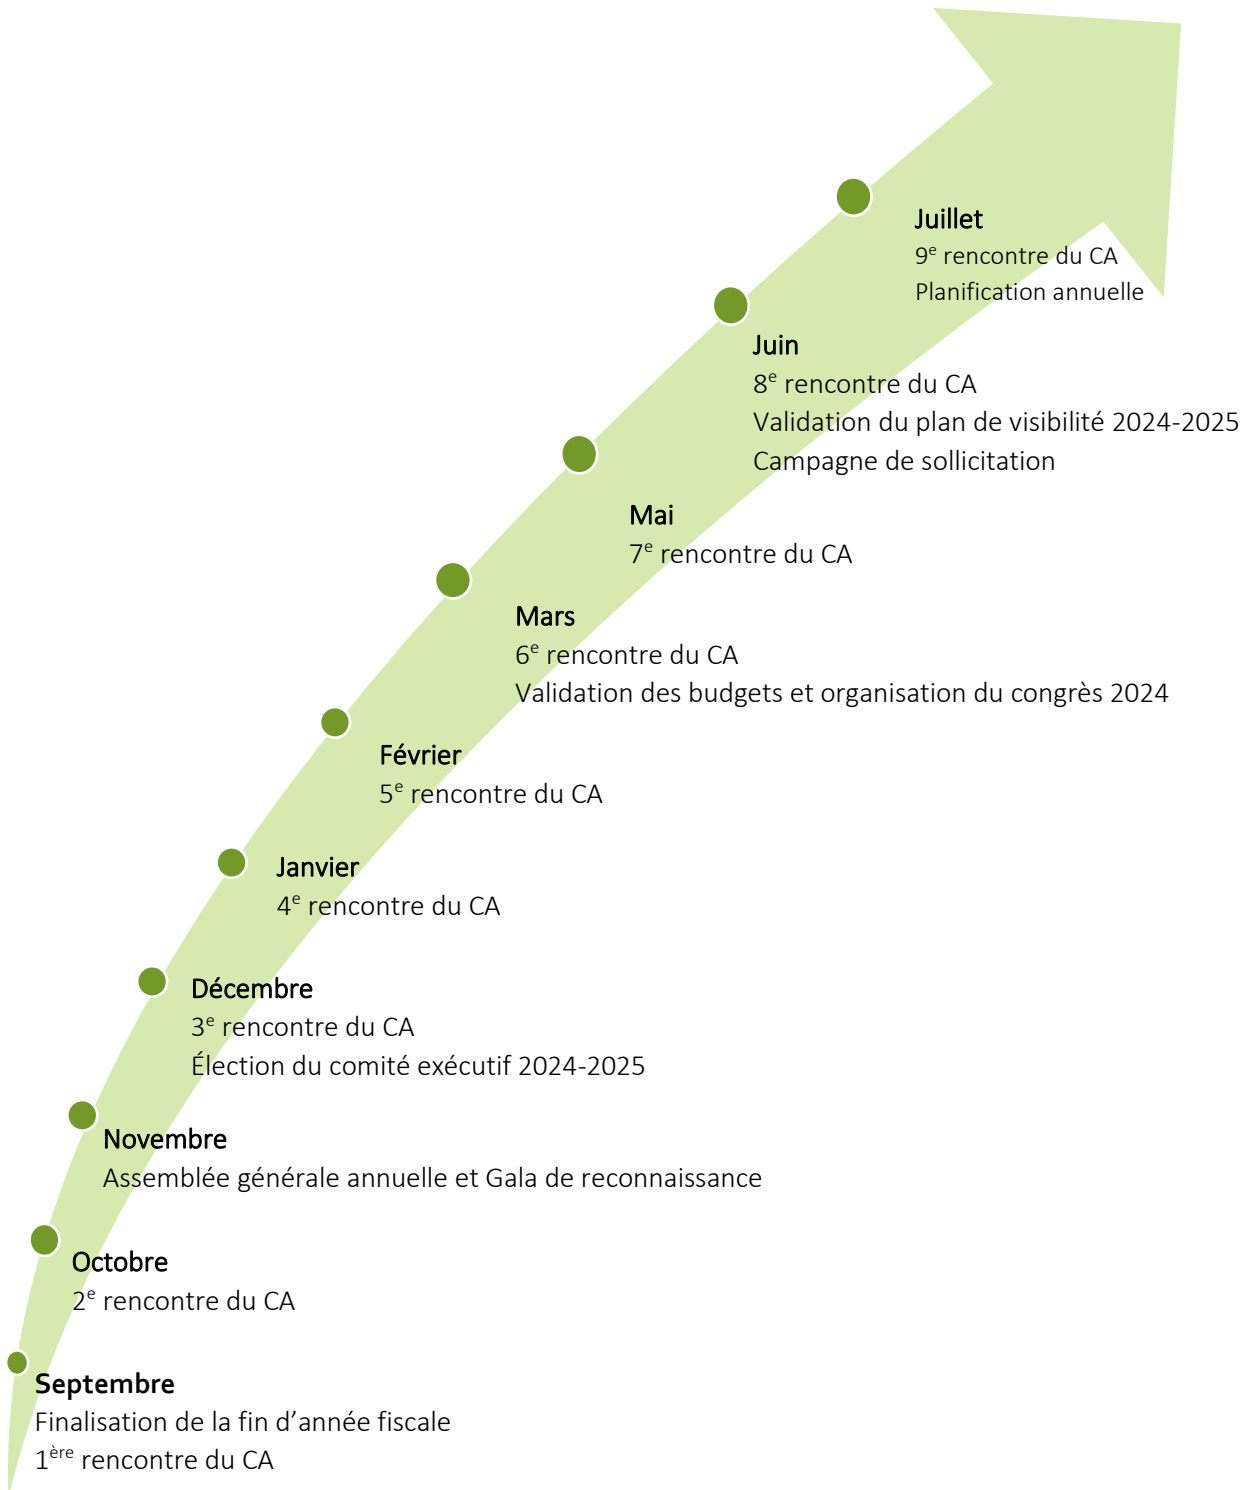 Juillet
9e rencontre du CA
Planification annuelle
Juin
8e rencontre du CA
Validation du plan de visibilité 2024-2025
Campagne de sollicitation
Mai
7e rencontre du CA
Mars
6e rencontre du CA
Validation des budgets et organisation du congrès 2024
Février
5e rencontre du CA
Janvier
4e rencontre du CA
Décembre
3e rencontre du CA
Élection du comité exécutif 2024-2025
Novembre
Assemblée générale annuelle et Gala de reconnaissance
Octobre
2e rencontre du CA
Septembre
Finalisation de la fin d’année fiscale
1ère rencontre du CA